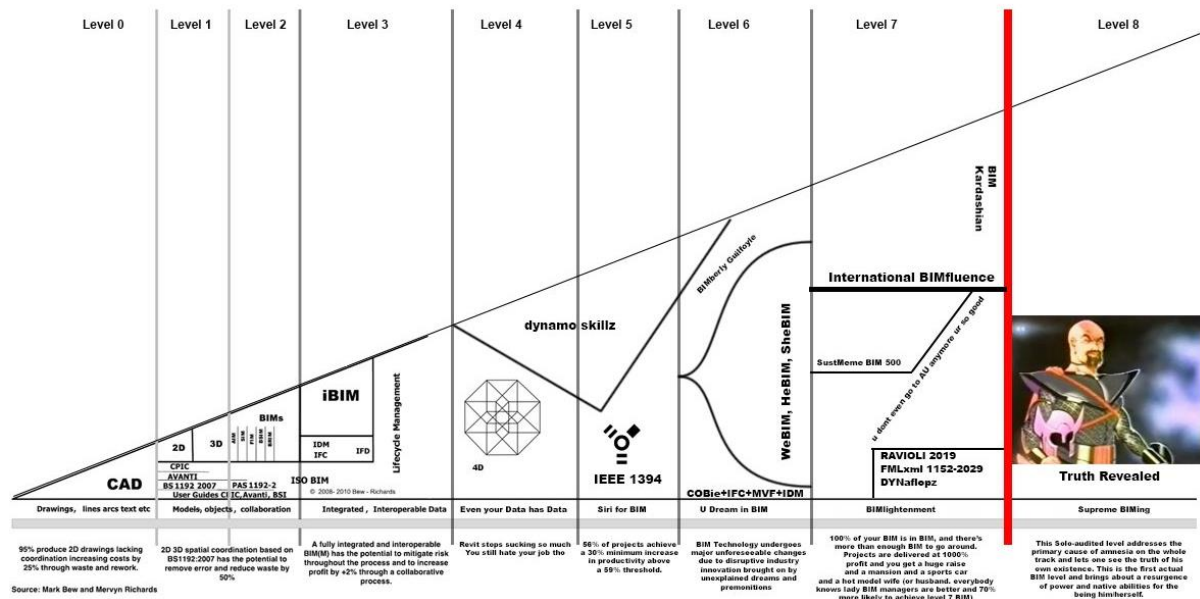 Level 0
Level 1
Level 2
Level 3
Level 4
Level 5
Level 6
Level 7
Level 8
BIM
Kardashian
BIMberly Guilfoyle
International BIMfluence
dynamo skillz
WeBIM, HeBIM, SheBIM
SustMeme BIM 500
u dont even go to AU anymore ur so good
iBIM
Lifecycle Management
BIMs
2D
3D
AIM
SIM
FIM
BSIM
BRIM
IDM
IFC
IFD
4D
CPIC
AVANTI
BS 1192 2007
PAS 1192-2
User Guides CPIC, Avanti, BSI
ISO BIM
© 2008- 2010 Bew - Richards
CAD
IEEE 1394
COBie+IFC+MVF+IDM
RAVIOLI 2019
FMLxml 1152-2029
DYNaflopz
Truth Revealed
Drawings, lines arcs text etc
Models, objects, collaboration
Integrated, Interoperable Data
Even your Data has Data
Siri for BIM
U Dream in BIM
BIMlightenment
Supreme BIMing
95% produce 2D drawings lacking
coordination increasing costs by
25% through waste and rework.
2D 3D spatial coordination based on
BS1192:2007 has the potential to
remove error and reduce waste by
50%
A fully integrated and interoperable
BIM(M) has the potential to mitigate risk
throughout the process and to increase
profit by +2% through a collaborative
process.
Revit stops sucking so much
You still hate your job tho
56% of projects achieve
a 30% minimum increase
in productivity above
a 59% threshold.
BIM Technology undergoes
major unforeseeable changes
due to disruptive industry
innovation brought on by
unexplained dreams and
premonitions
100% of your BIM is in BIM, and there's
more than enough BIM to go around.
Projects are delivered at 1000%
profit and you get a huge raise
and a mansion and a sports car
and a hot model wife (or husband, everybody
knows lady BIM managers are better and 70%
more likely to achieve level 7 BIM)
This Solo-audited level addresses the
primary cause of amnesia on the whole
track and lets one see the truth of his
own existence. This is the first actual
BIM level and brings about a resurgence
of power and native abilities for the
being him/herself.
Source: Mark Bew and Mervyn Richards